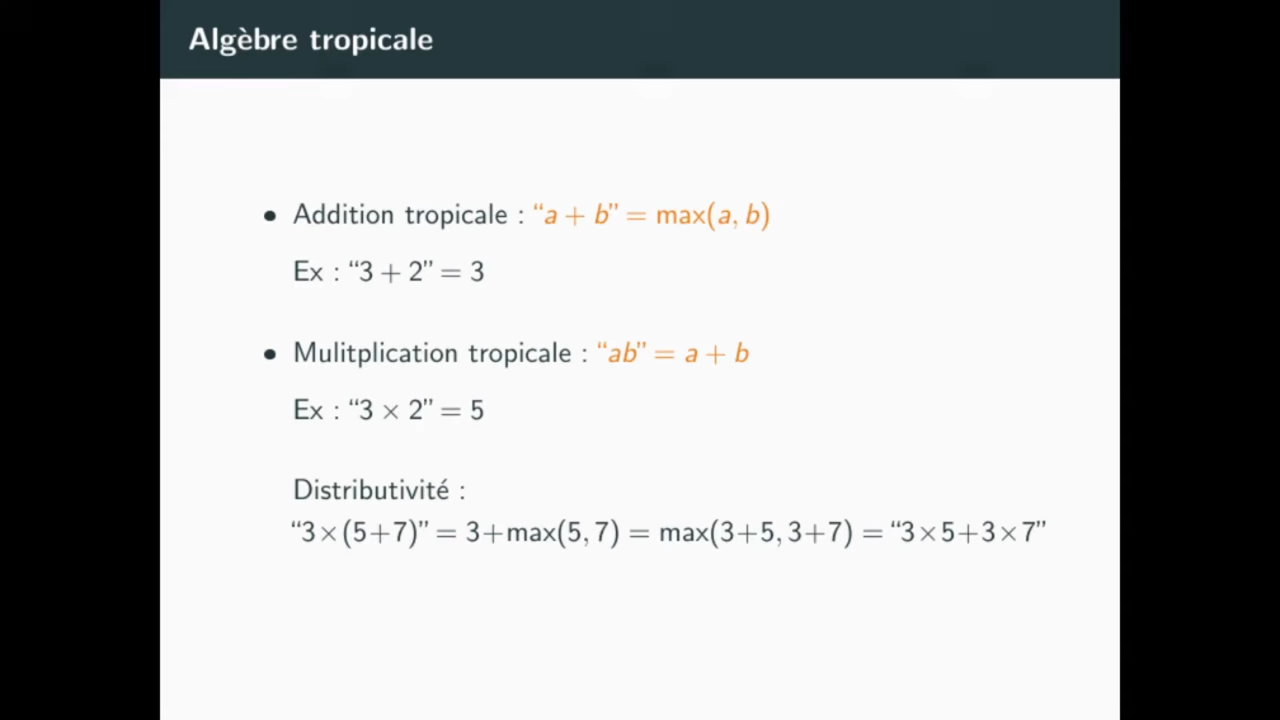 Algèbre tropicale
• Addition tropicale : “a + b” = max(a, b)
Ex : “3 + 2” = 3
• Mulitplication tropicale : “ab” = a + b
Ex : “3 × 2” = 5
Distributivité :
“3×(5+7)” = 3+max(5, 7) = max(3+5, 3+7) = “3×5+3×7”